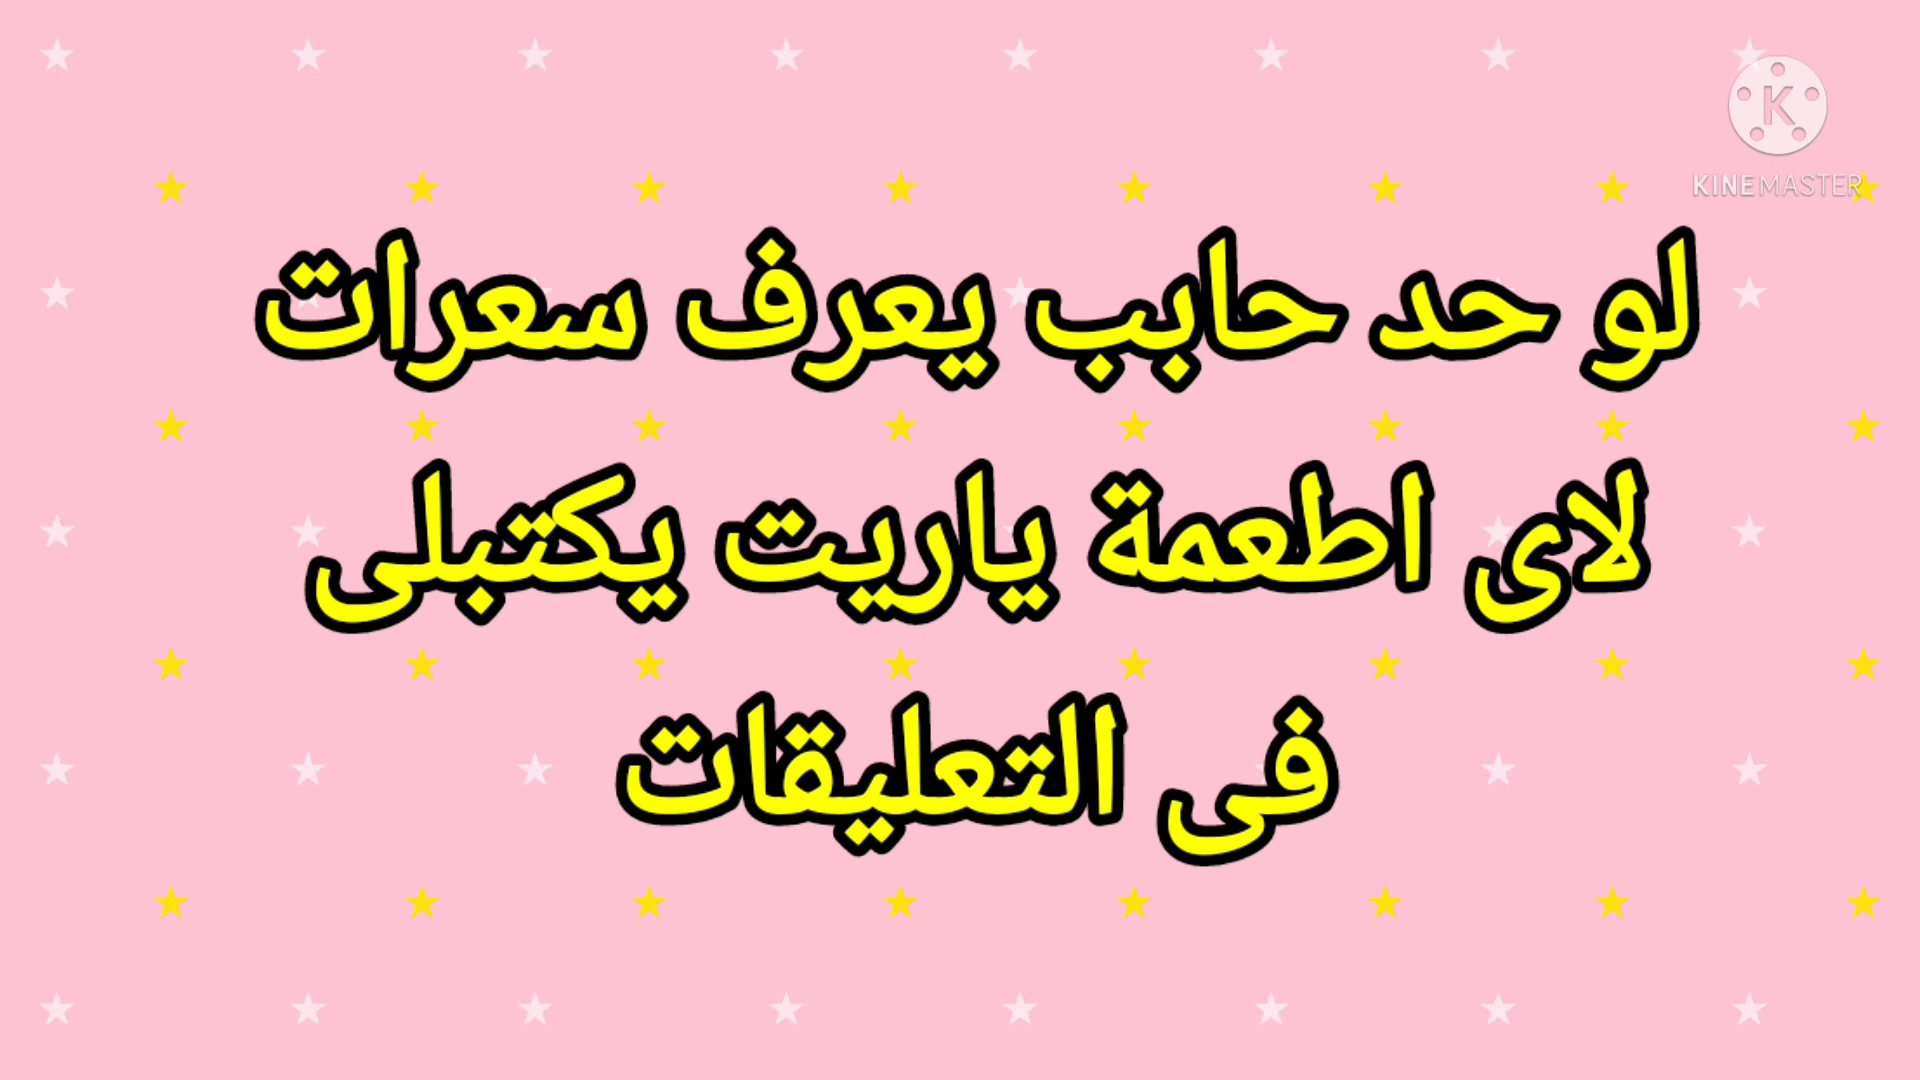 KINEMASTER
لو حد حابب يعرف سعرات
لاى اطعمة ياريت يكتبلى
فى التعليقات